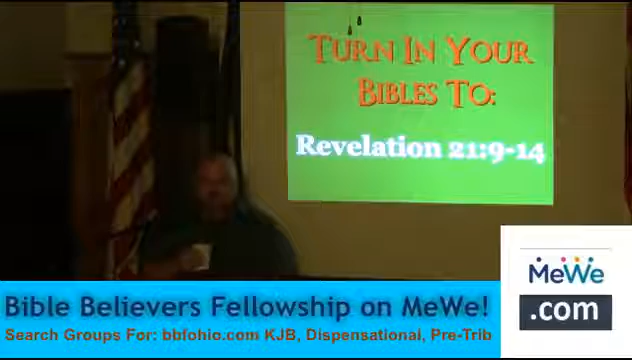 Turn In Your
Bibles To:
Revelation 21:9-14
MeWe
.com
Bible Believers Fellowship on MeWe!
Search Groups For: bbfohio.com KJB, Dispensational, Pre-Trib